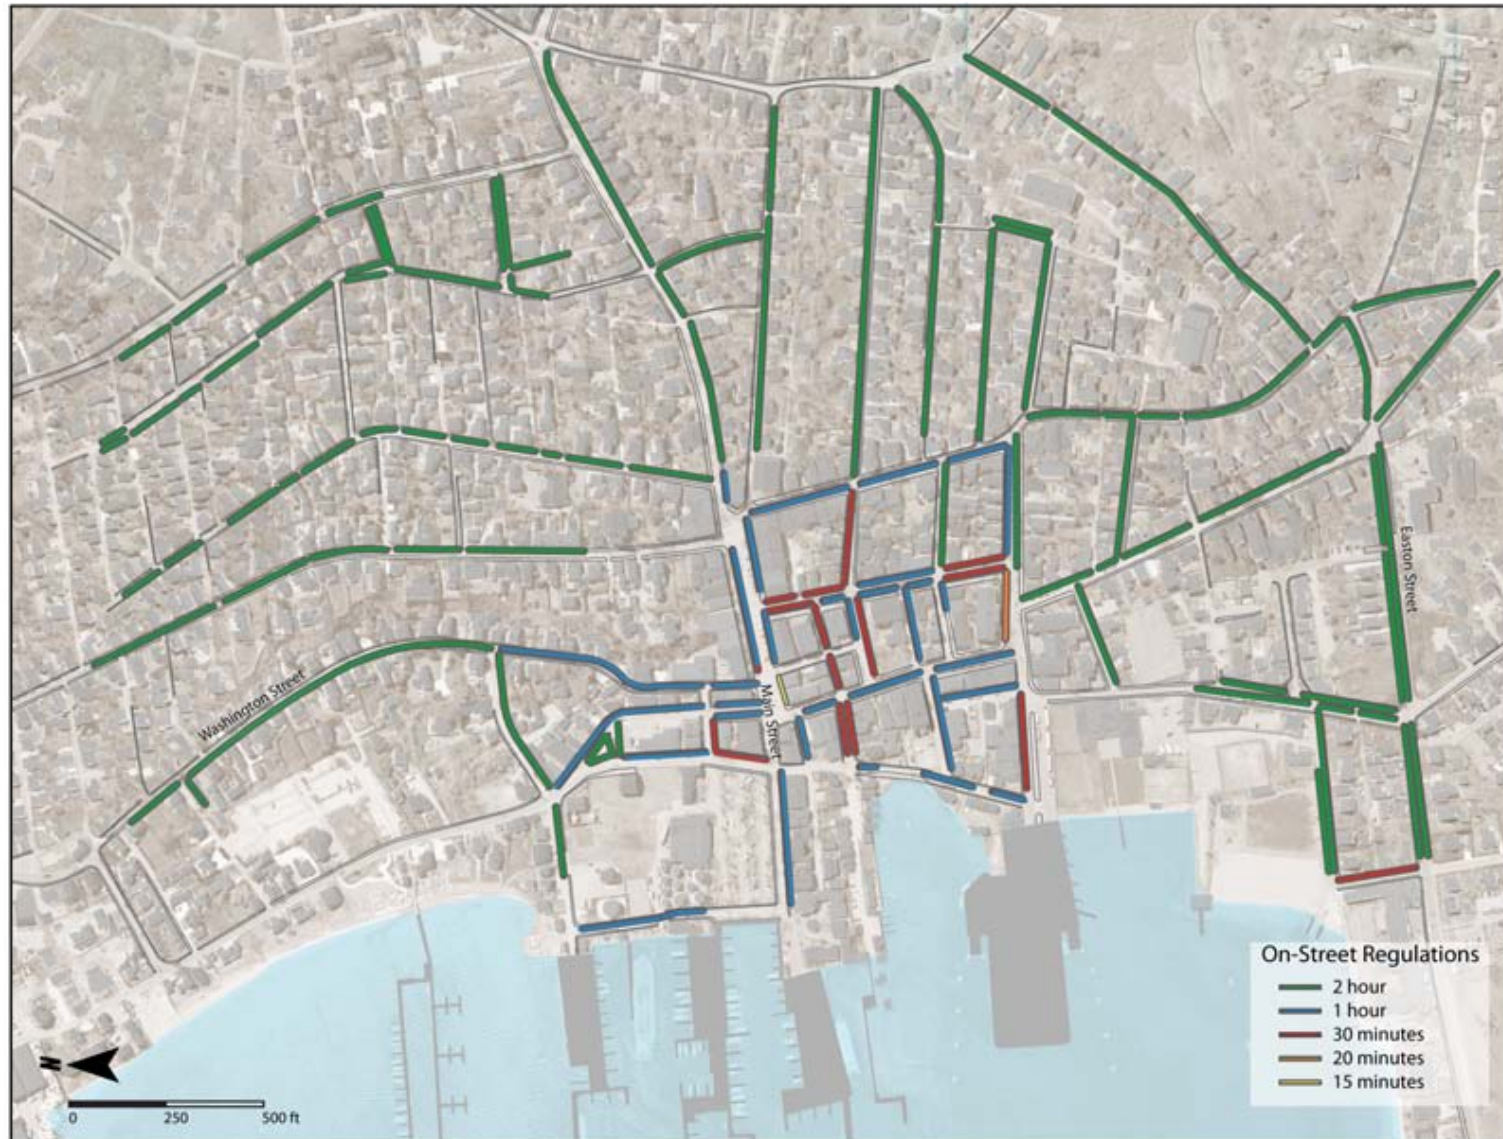 Easton Street
Washington Street
Main Street
On-Street Regulations
2 hour
1 hour
30 minutes
20 minutes
15 minutes
N
0 250 500 ft